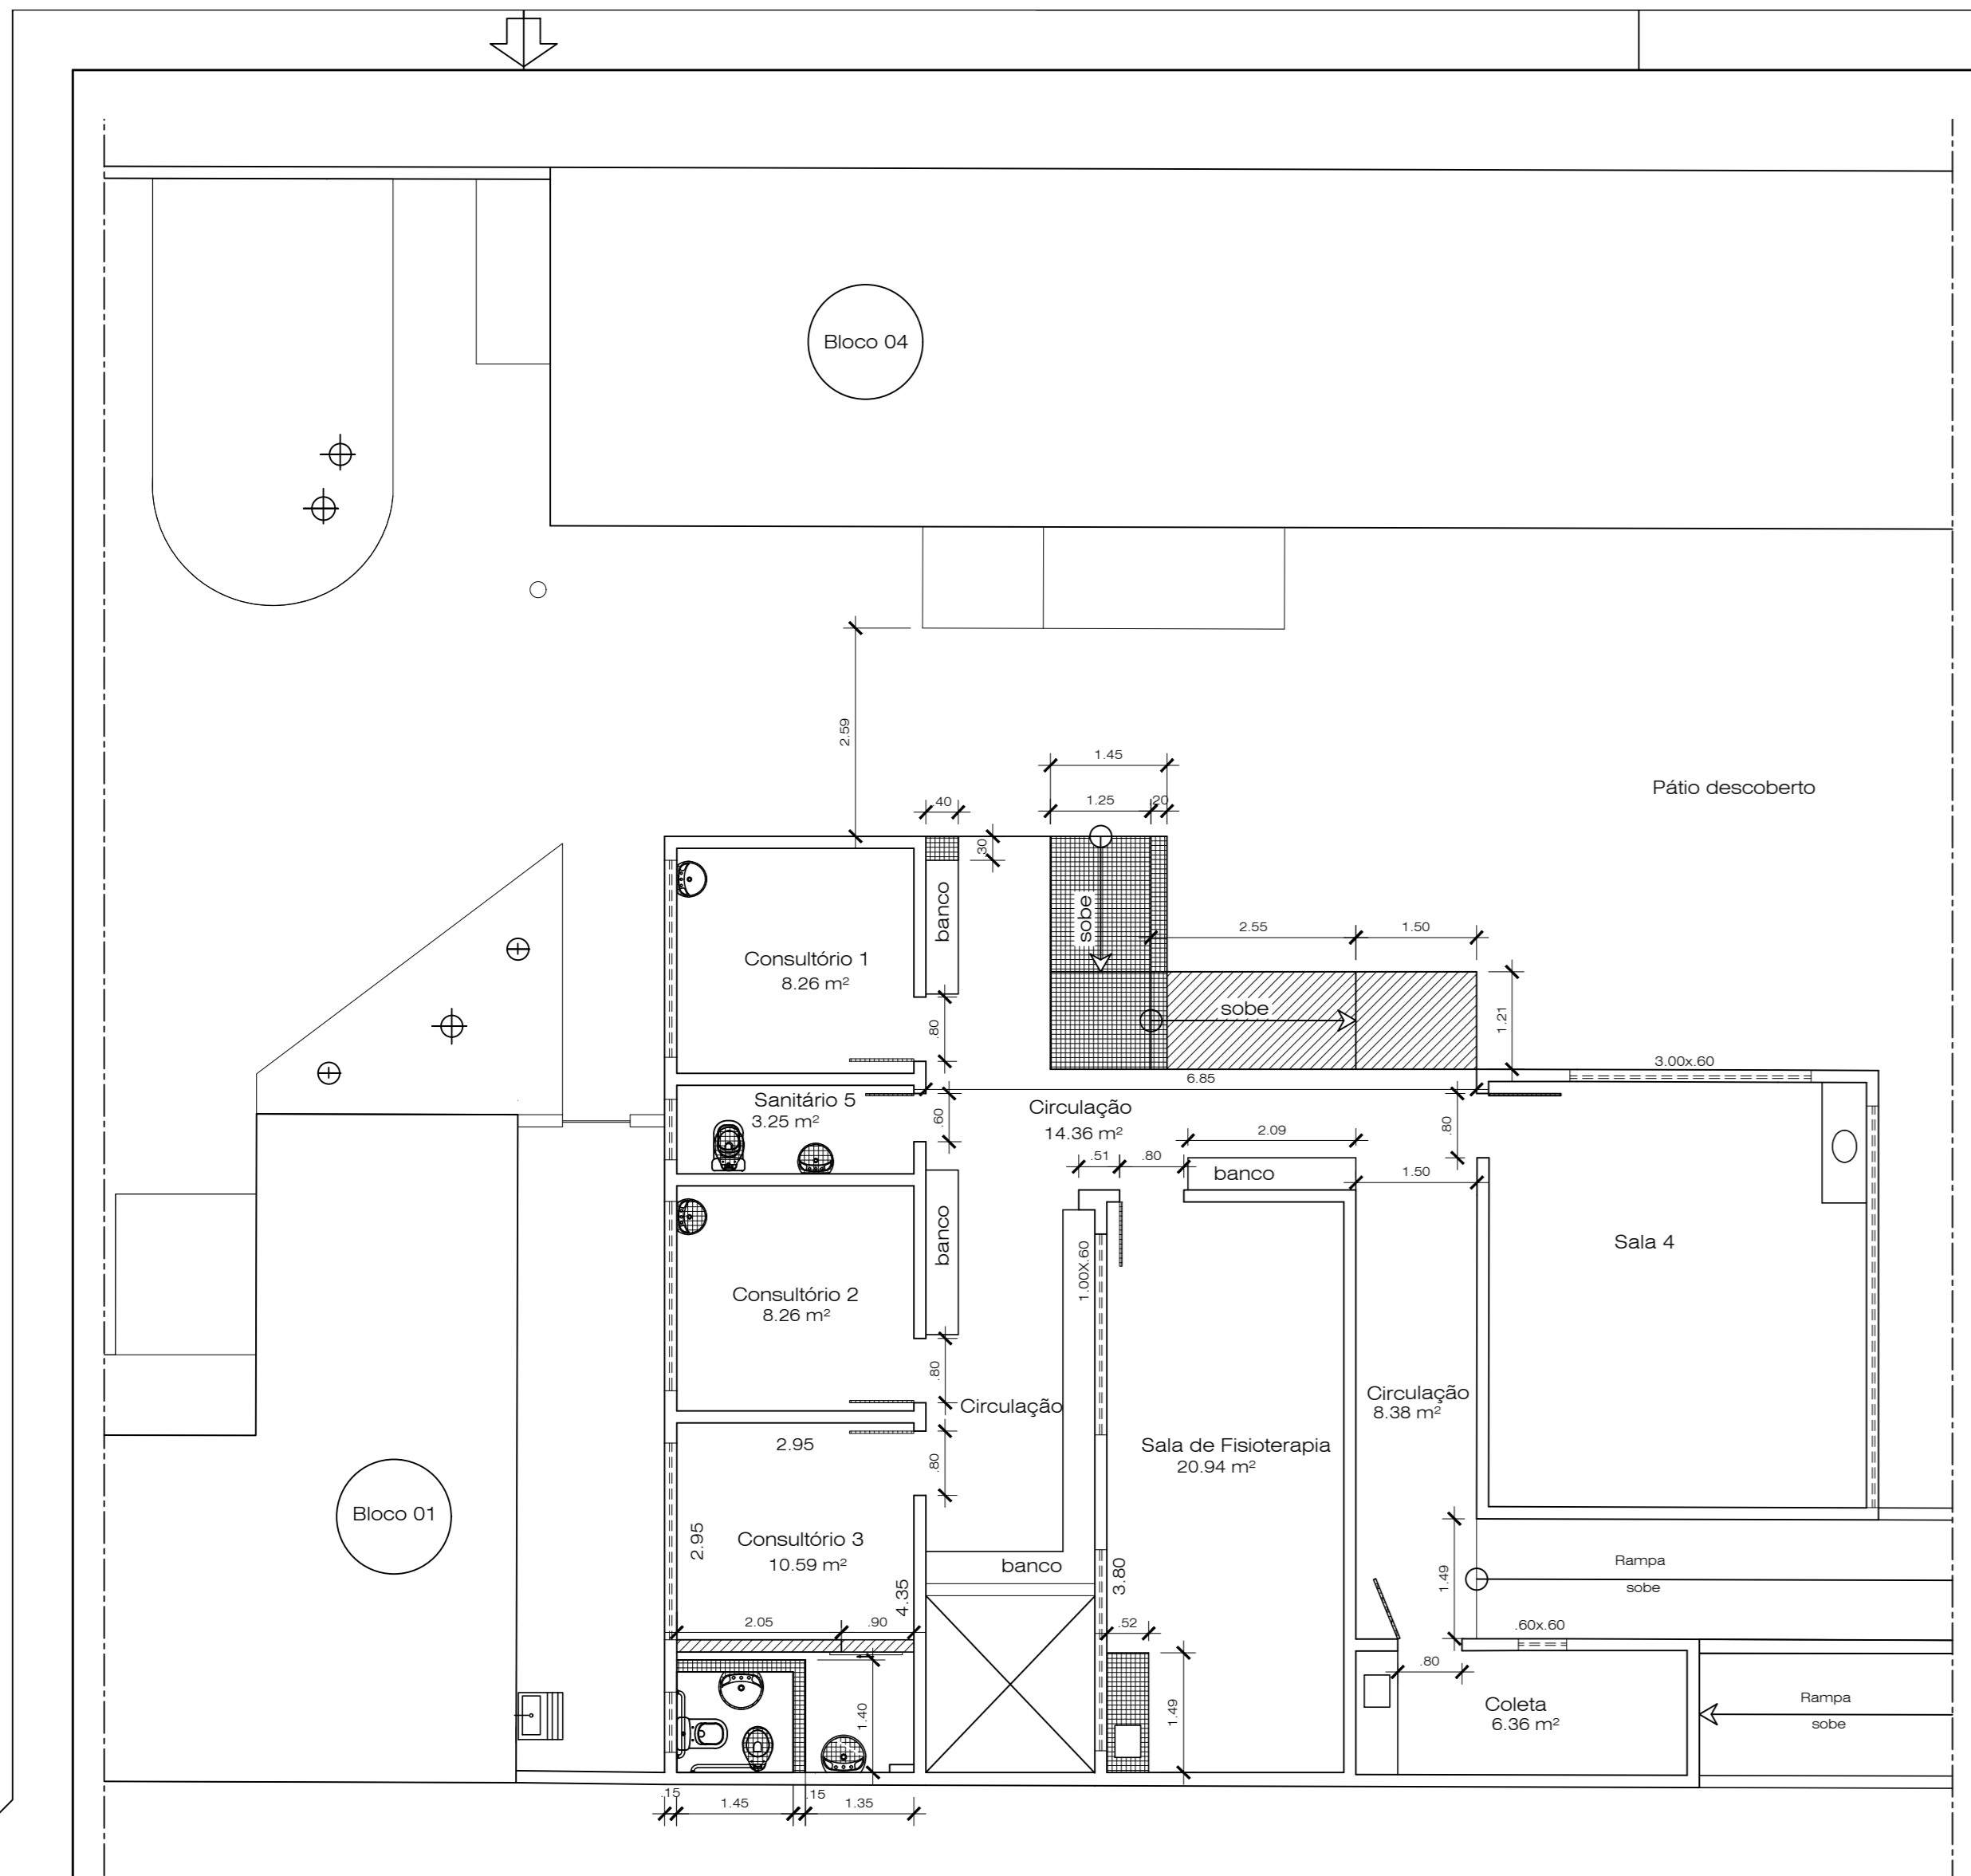 Bloco 04
2.59
1.45
1.25
.20
.40
.30
Pátio descoberto
banco
sobe
2.55
1.50
Consultório 1
8.26 m²
sobe
1.21
.80
3.00x.60
6.85
Sanitário 5
3.25 m²
.60
Circulação
14.36 m²
2.09
.80
.51
.80
banco
1.50
banco
Sala 4
1.00X.60
Consultório 2
8.26 m²
.80
Circulação
Circulação
8.38 m²
2.95
.80
Sala de Fisioterapia
20.94 m²
Bloco 01
2.95
Consultório 3
10.59 m²
banco
3.80
1.49
Rampa
sobe
4.35
2.05
.90
.52
.60x.60
.80
1.40
1.49
Coleta
6.36 m²
Rampa
sobe
.15
1.45
.15
1.35